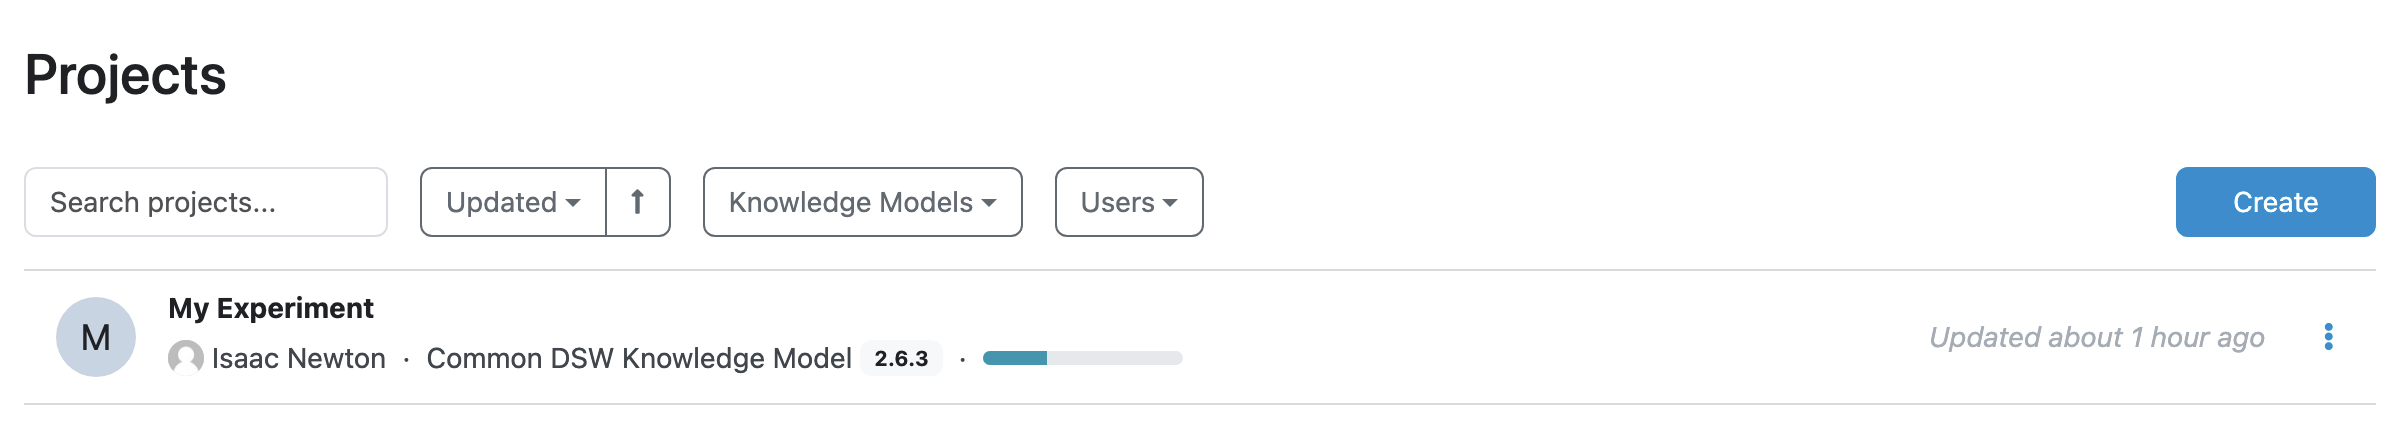 Projects
Search projects...
Updated
Knowledge Models
Users
Create
M
My Experiment
Isaac Newton · Common DSW Knowledge Model 2.6.3 ·
Updated about 1 hour ago